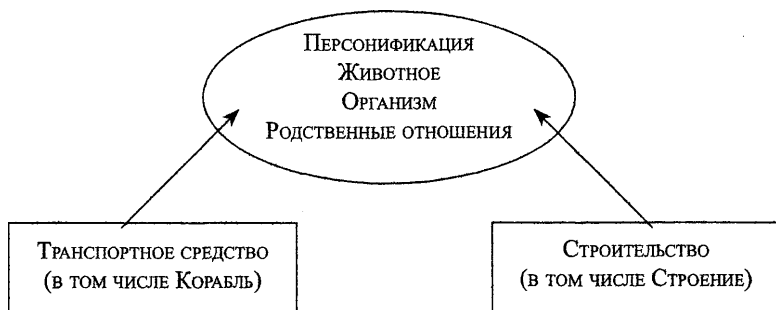 Персонификация
Животное
Организм
Родственные отношения
Транспортное средство
(в том числе Корабль)
Строительство
(в том числе Строение)